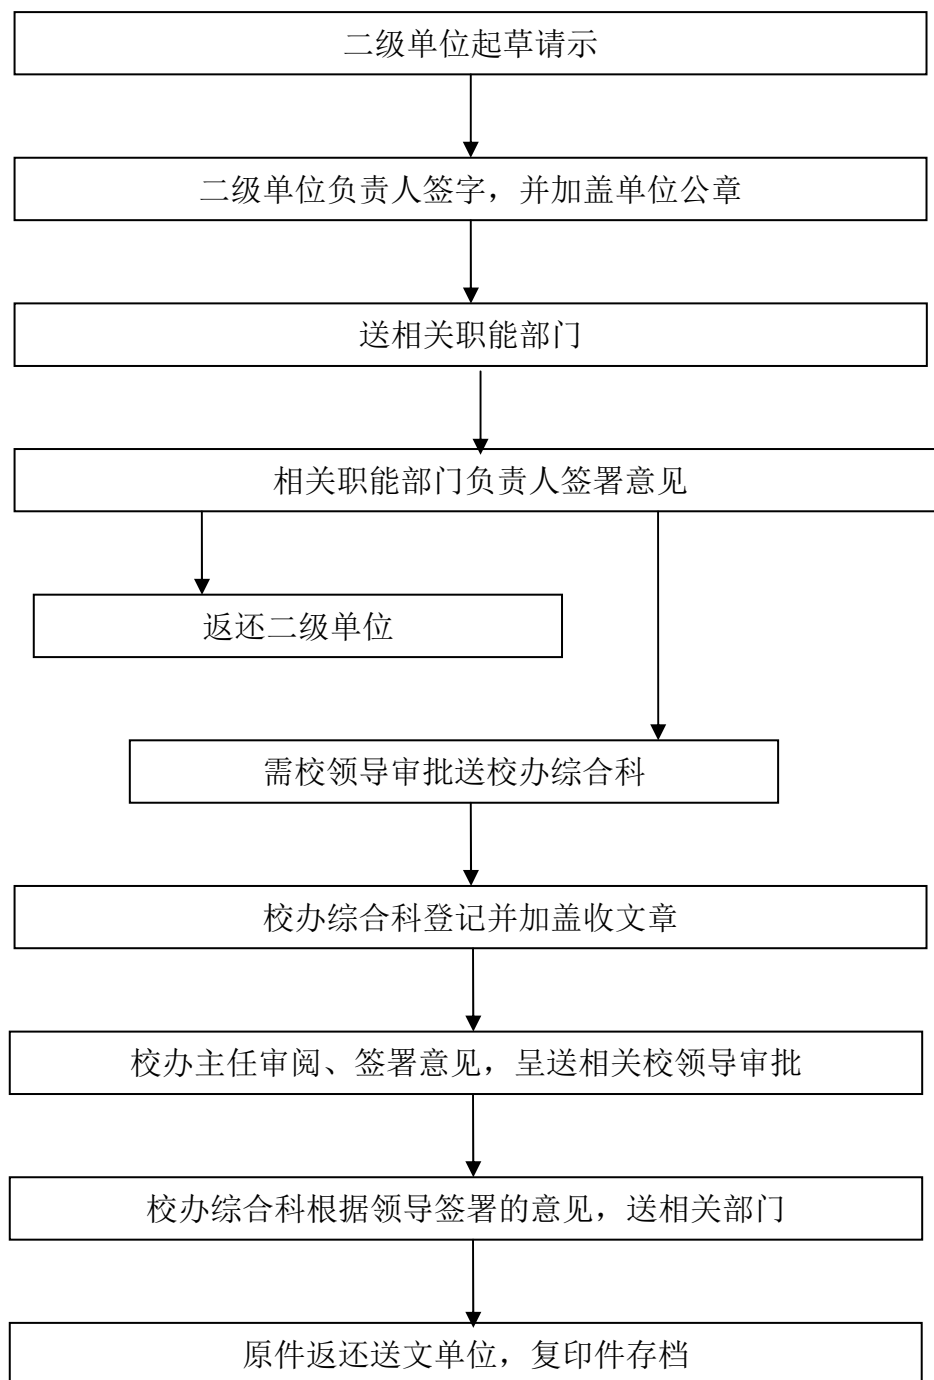 二级单位起草请示
二级单位负责人签字，并加盖单位公章
送相关职能部门
相关职能部门负责人签署意见
返还二级单位
需校领导审批送校办综合科
校办综合科登记并加盖收文章
校办主任审阅、签署意见，呈送相关校领导审批
校办综合科根据领导签署的意见，送相关部门
原件返还送文单位，复印件存档